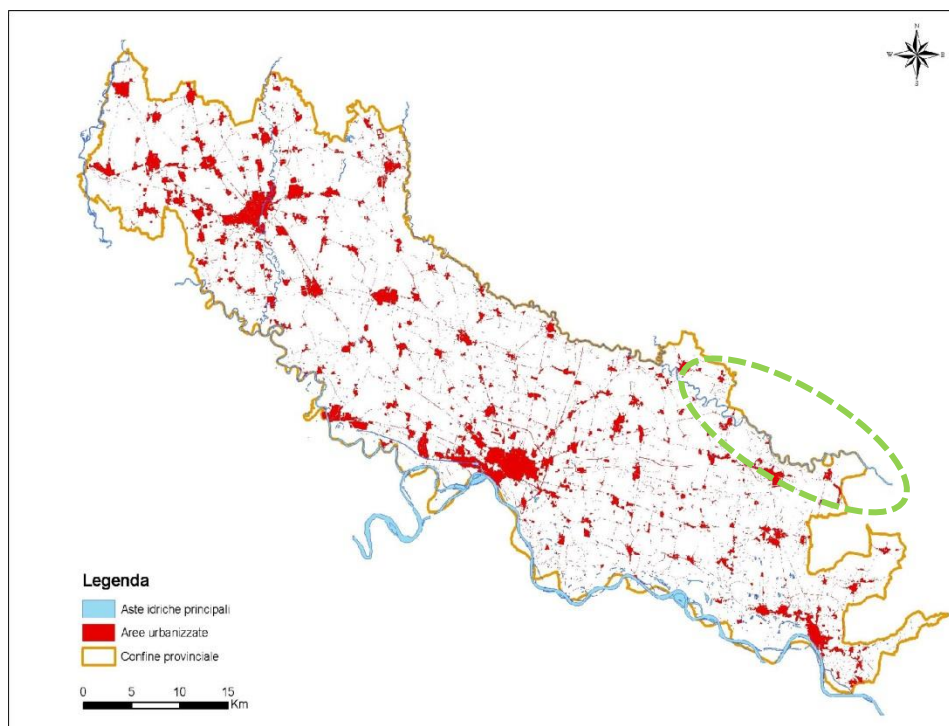 N
W E
S
Legenda
Aste idriche principali
Aree urbanizzate
Confine provinciale
0 5 10 15
Km